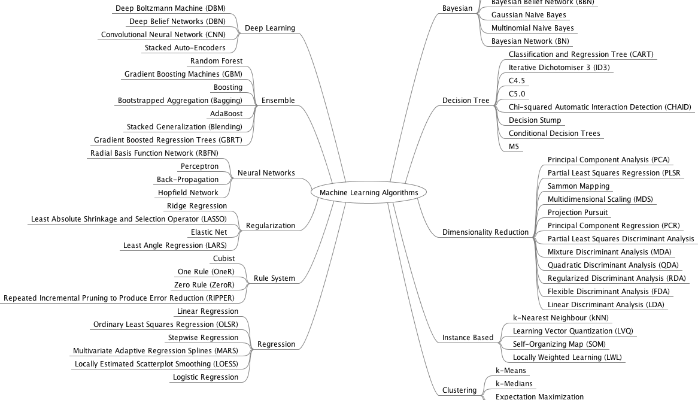 Deep Boltzmann Machine (DBM)
Deep Belief Networks (DBN)
Convolutional Neural Network (CNN)
Stacked Auto-Encoders
Deep Learning
Random Forest
Gradient Boosting Machines (GBM)
Boosting
Bootstrapped Aggregation (Bagging)
AdaBoost
Stacked Generalization (Blending)
Gradient Boosted Regression Trees (GBRT)
Ensemble
Radial Basis Function Network (RBFN)
Perceptron
Back-Propagation
Hopfield Network
Neural Networks
Ridge Regression
Least Absolute Shrinkage and Selection Operator (LASSO)
Elastic Net
Least Angle Regression (LARS)
Regularization
Cubist
One Rule (OneR)
Zero Rule (ZeroR)
Repeated Incremental Pruning to Produce Error Reduction (RIPPER)
Rule System
Linear Regression
Ordinary Least Squares Regression (OLSR)
Stepwise Regression
Multivariate Adaptive Regression Splines (MARS)
Locally Estimated Scatterplot Smoothing (LOESS)
Logistic Regression
Regression
Machine Learning Algorithms
Bayesian
Bayesian Belief Network (BBN)
Gaussian Naive Bayes
Multinomial Naive Bayes
Bayesian Network (BN)
Decision Tree
Classification and Regression Tree (CART)
Iterative Dichotomiser 3 (ID3)
C4.5
C5.0
Chi-squared Automatic Interaction Detection (CHAID)
Decision Stump
Conditional Decision Trees
M5
Dimensionality Reduction
Principal Component Analysis (PCA)
Partial Least Squares Regression (PLSR
Sammon Mapping
Multidimensional Scaling (MDS)
Projection Pursuit
Principal Component Regression (PCR)
Partial Least Squares Discriminant Analysis
Mixture Discriminant Analysis (MDA)
Quadratic Discriminant Analysis (QDA)
Regularized Discriminant Analysis (RDA)
Flexible Discriminant Analysis (FDA)
Linear Discriminant Analysis (LDA)
Instance Based
k-Nearest Neighbour (kNN)
Learning Vector Quantization (LVQ)
Self-Organizing Map (SOM)
Locally Weighted Learning (LWL)
Clustering
k-Means
k-Medians
Expectation Maximization